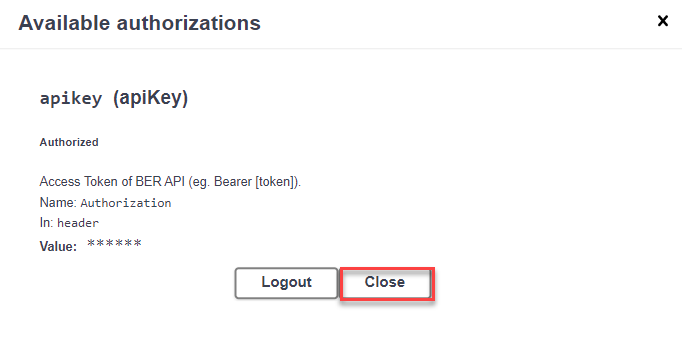 Available authorizations
apikey (apiKey)
Authorized
Access Token of BER API (eg. Bearer [token]).
Name: Authorization
In: header
Value: ******
Logout
Close